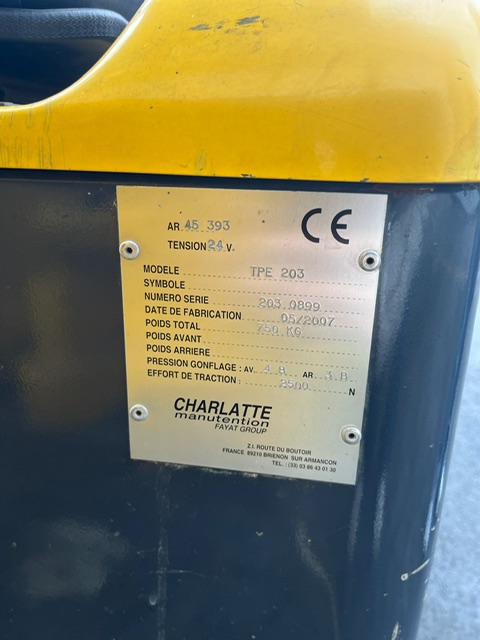 CE
AR 45 393
TENSION 24 V.
MODELE TPE 203
SYMBOLE
NUMERO SERIE 203 0899
DATE DE FABRICATION 05/2007
POIDS TOTAL 750 KG
POIDS AVANT
POIDS ARRIERE
PRESSION GONFLAGE : AV. 4 B AR 3 B
EFFORT DE TRACTION : 2500 N
CHARLATTE
manutention
FAYAT GROUP
Z.I. ROUTE DU BOUTOIR
FRANCE 89210 BRIENON SUR ARMANCON
TEL. : (33) 03 86 43 01 30